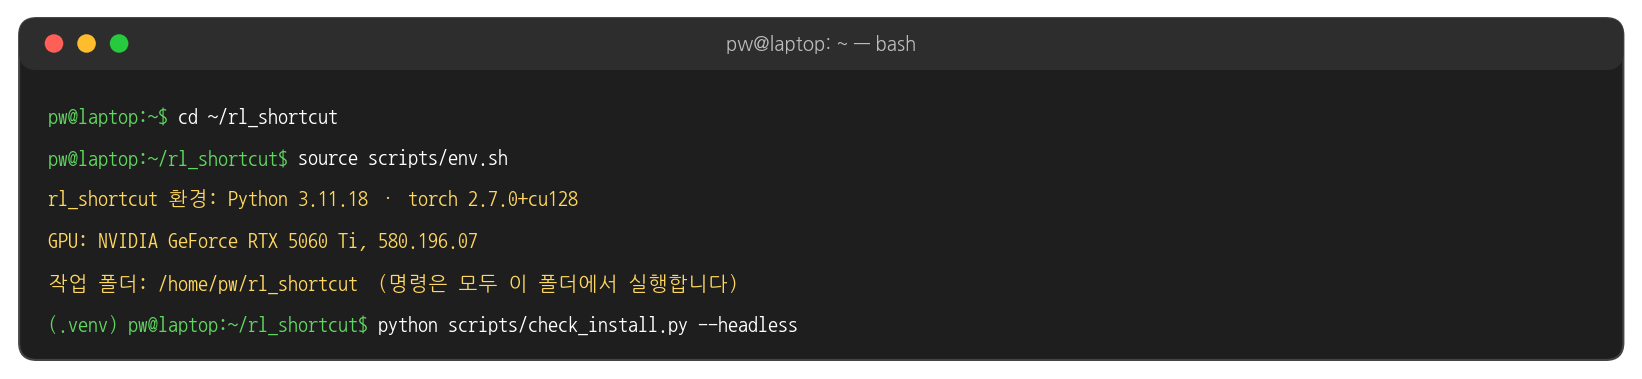 pw@laptop: ~ — bash
pw@laptop:~$ cd ~/rl_shortcut
pw@laptop:~/rl_shortcut$ source scripts/env.sh
rl_shortcut 환경: Python 3.11.18 · torch 2.7.0+cu128
GPU: NVIDIA GeForce RTX 5060 Ti, 580.196.07
작업 폴더: /home/pw/rl_shortcut (명령은 모두 이 폴더에서 실행합니다)
(.venv) pw@laptop:~/rl_shortcut$ python scripts/check_install.py --headless